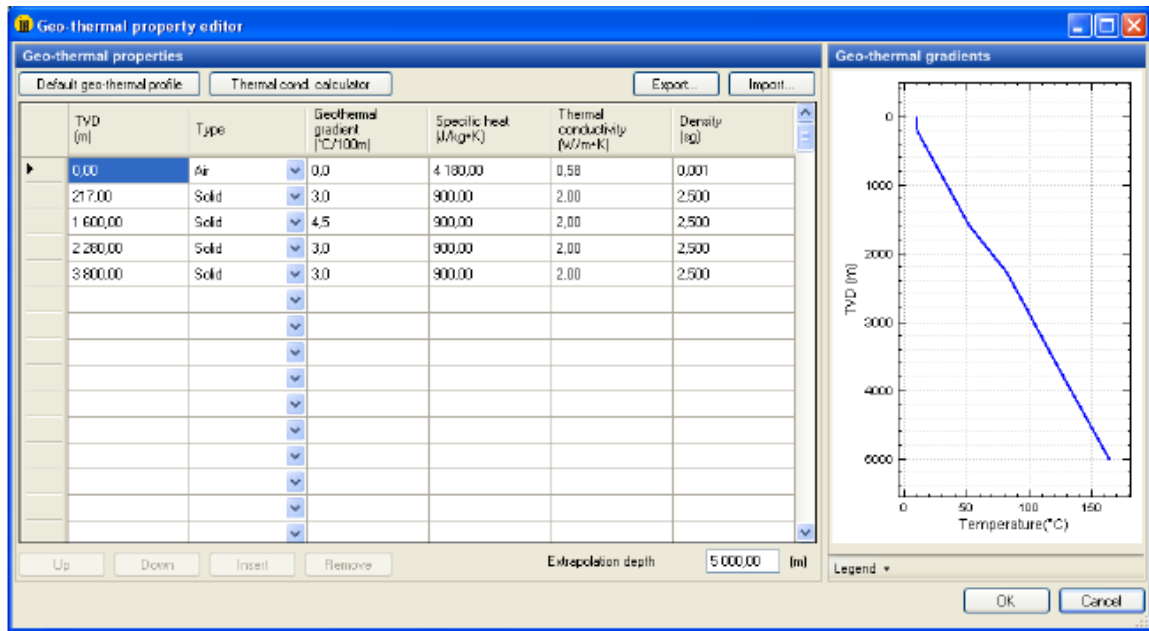 Geo-thermal property editor
Geo-thermal properties
Default geo-thermal profile Thermal cond. calculator Export... Import...
TVD (m) Type Geothermal gradient (°C/100m) Specific heat (J/kg•K) Thermal conductivity (W/m•K) Density (sg)
0,00 Air 0,0 4 180,00 0,58 0,001
217,00 Solid 3,0 900,00 2,00 2,500
1 600,00 Solid 4,5 900,00 2,00 2,500
2 280,00 Solid 3,0 900,00 2,00 2,500
3 800,00 Solid 3,0 900,00 2,00 2,500
Up Down Insert Remove Extrapolation depth 5 000,00 (m)
Geo-thermal gradients
0
1000
2000
3000
4000
5000
TVD (m)
0 50 100 150
Temperature(°C)
Legend
OK Cancel